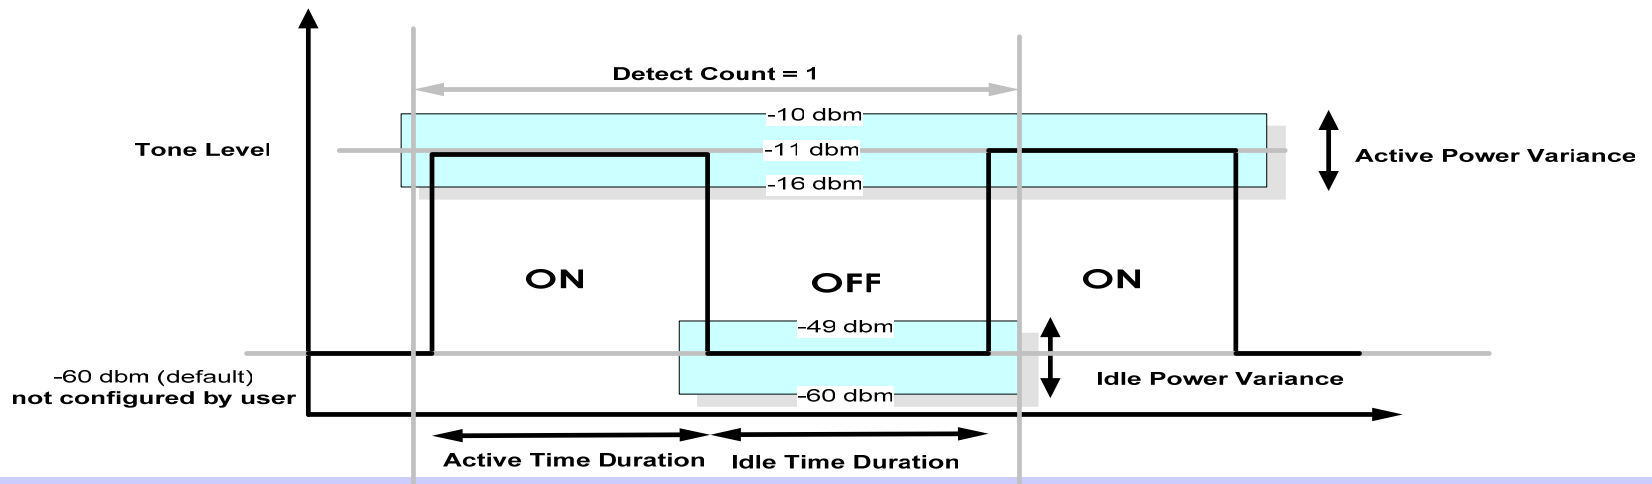 Detect Count = 1
-10 dbm
Tone Level
-11 dbm
Active Power Variance
-16 dbm
ON
OFF
ON
-49 dbm
-60 dbm (default)
not configured by user
Idle Power Variance
-60 dbm
Active Time Duration
Idle Time Duration